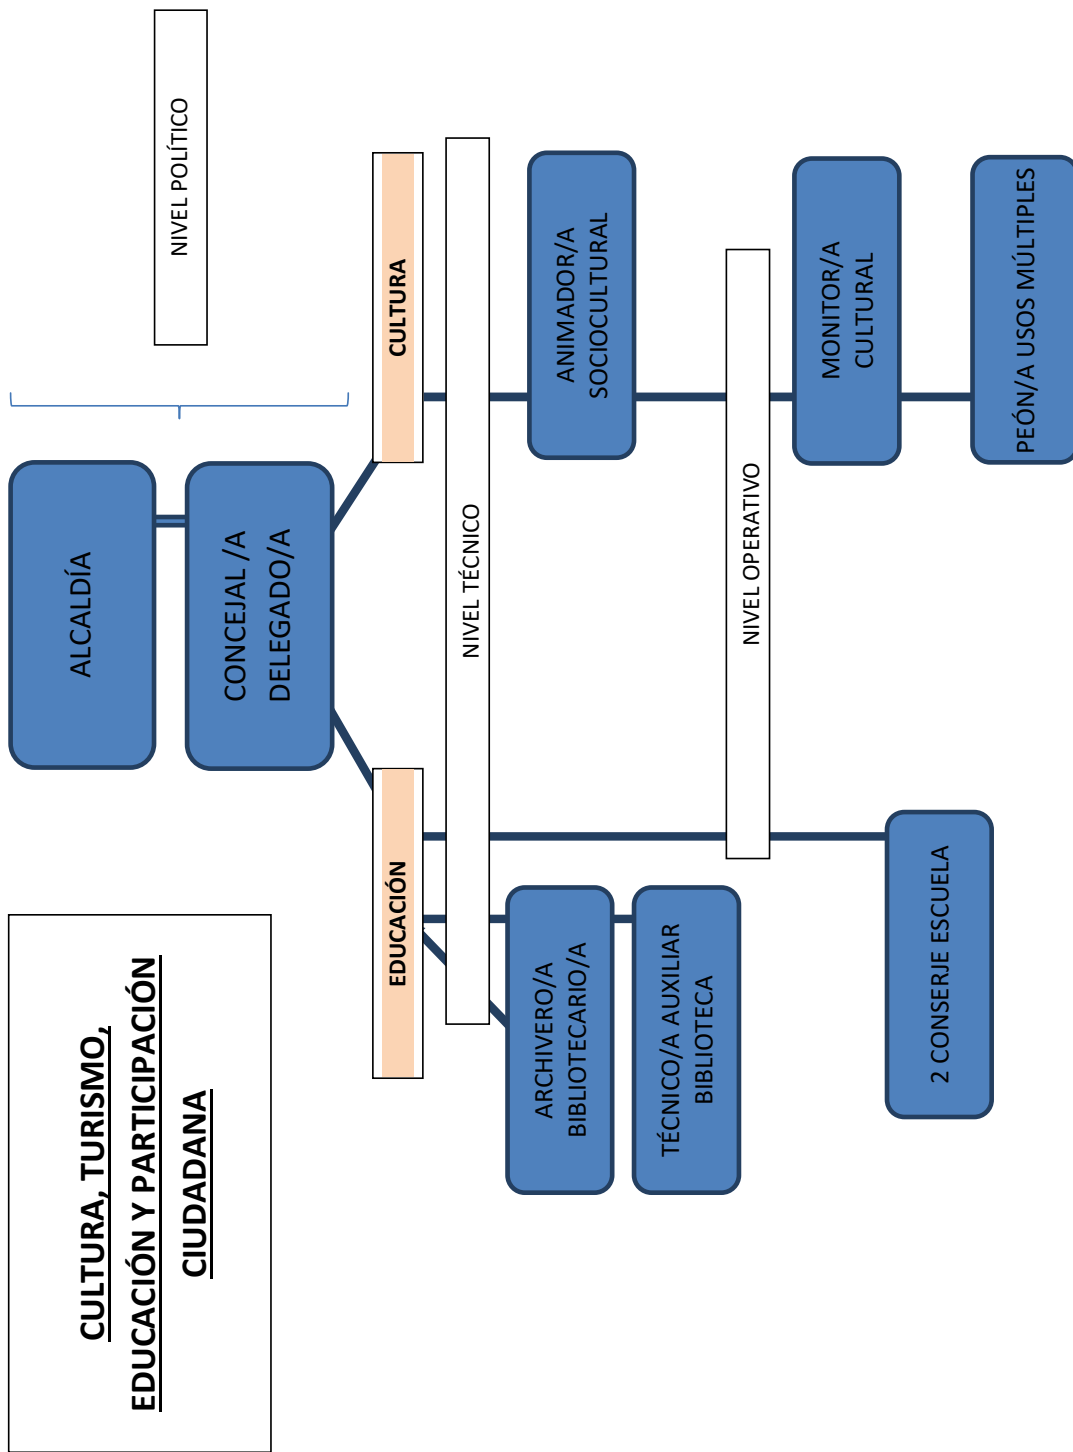 CULTURA, TURISMO,
EDUCACIÓN Y PARTICIPACIÓN
CIUDADANA
ALCALDÍA
NIVEL POLÍTICO
CONCEJAL /A
DELEGADO/A
EDUCACIÓN
CULTURA
NIVEL TÉCNICO
ARCHIVERO/A
BIBLIOTECARIO/A
ANIMADOR/A
SOCIOCULTURAL
TÉCNICO/A AUXILIAR
BIBLIOTECA
NIVEL OPERATIVO
MONITOR/A
CULTURAL
2 CONSERJE ESCUELA
PEÓN/A USOS MÚLTIPLES